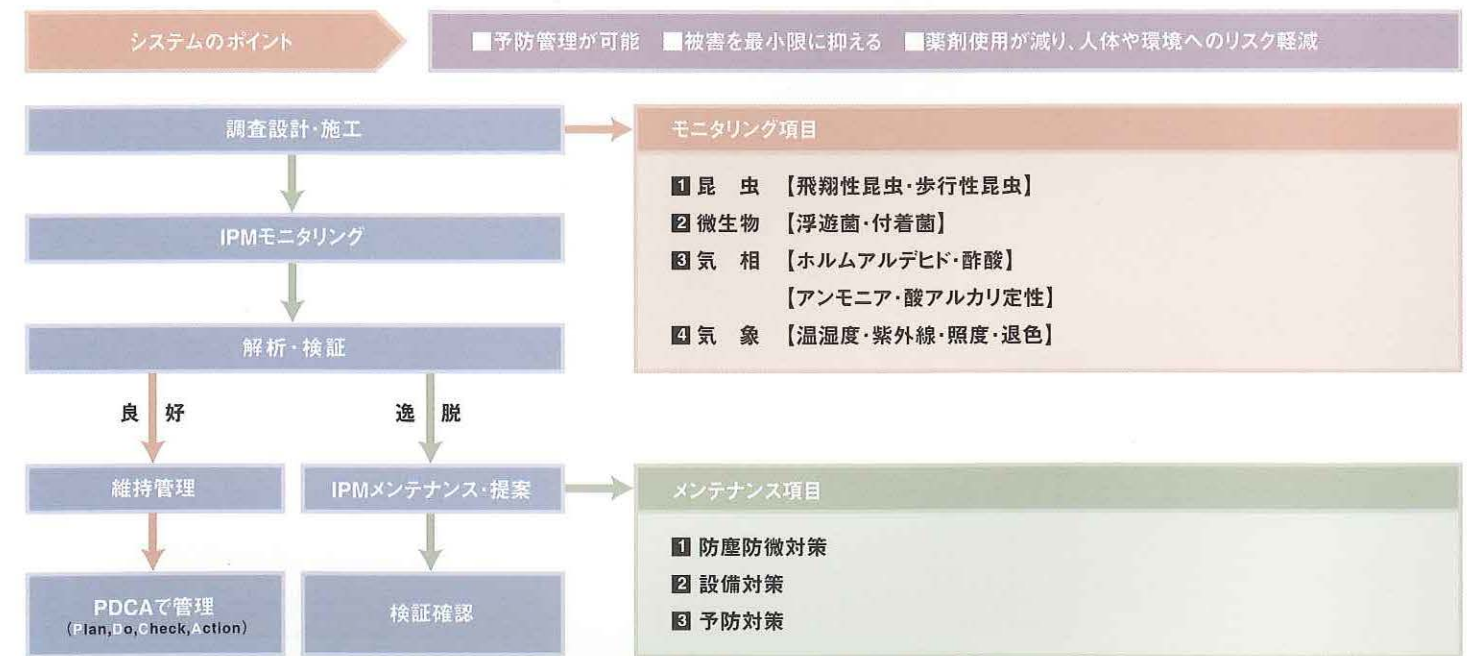 システムのポイント
■予防管理が可能 ■被害を最小限に抑える ■薬剤使用が減り、人体や環境へのリスク軽減
調査設計・施工
モニタリング項目
1 昆 虫 【飛翔性昆虫・歩行性昆虫】
2 微生物 【浮遊菌・付着菌】
3 気 相 【ホルムアルデヒド・酢酸】
【アンモニア・酸アルカリ定性】
4 気 象 【温湿度・紫外線・照度・退色】
IPMモニタリング
解析・検証
良 好
逸 脱
維持管理
IPMメンテナンス・提案
メンテナンス項目
1 防塵防微対策
2 設備対策
3 予防対策
PDCAで管理
(Plan,Do,Check,Action)
検証確認